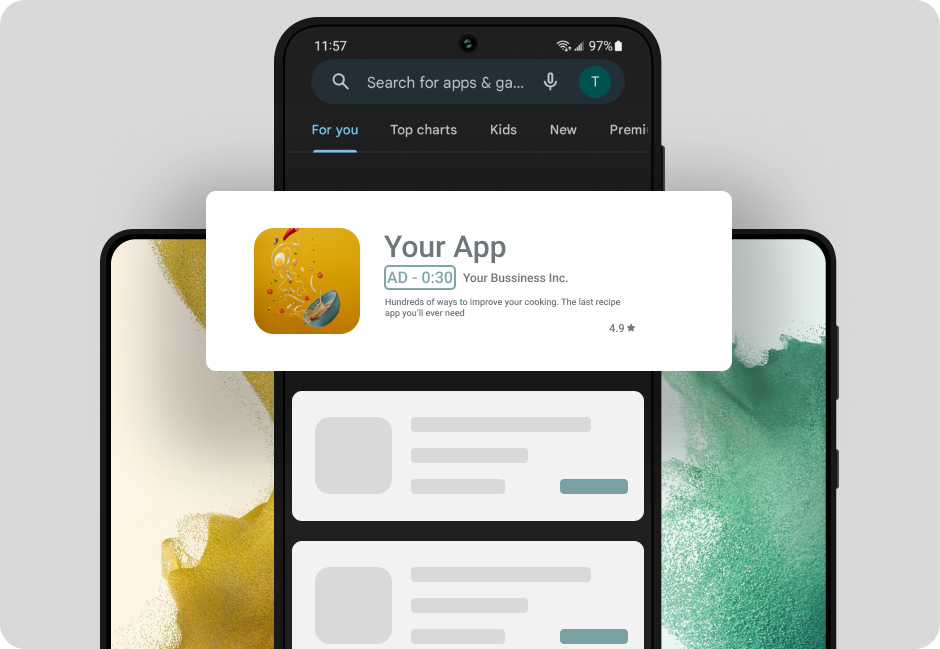 11:57
97%
Search for apps & ga...
T
For you Top charts Kids New Premi
Your App
AD - 0:30 Your Bussiness Inc.
Hundreds of ways to improve your cooking. The last recipe
app you'll ever need
4.9